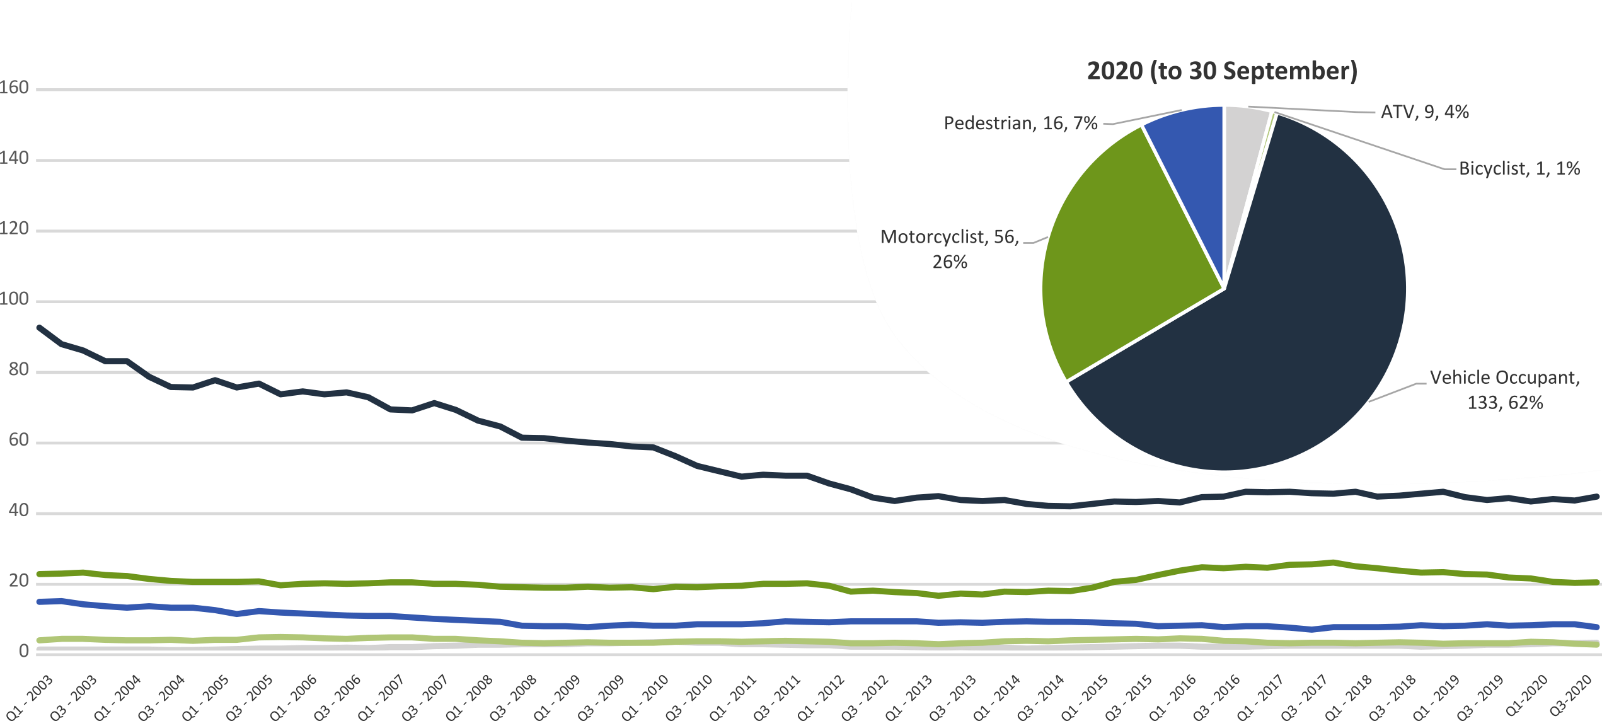 2020 (to 30 September)
ATV, 9, 4%
Pedestrian, 16, 7%
Bicyclist, 1, 1%
Motorcyclist, 56,
26%
Vehicle Occupant,
133, 62%
160
140
120
100
80
60
40
20
0
Q1 - 2003
Q3 - 2003
Q1 - 2004
Q3 - 2004
Q1 - 2005
Q3 - 2005
Q1 - 2006
Q3 - 2006
Q1 - 2007
Q3 - 2007
Q1 - 2008
Q3 - 2008
Q1 - 2009
Q3 - 2009
Q1 - 2010
Q3 - 2010
Q1 - 2011
Q3 - 2011
Q1 - 2012
Q3 - 2012
Q1 - 2013
Q3 - 2013
Q1 - 2014
Q3 - 2014
Q1 - 2015
Q3 - 2015
Q1 - 2016
Q3 - 2016
Q1 - 2017
Q3 - 2017
Q1 - 2018
Q3 - 2018
Q1 - 2019
Q3 - 2019
Q1-2020
Q3-2020